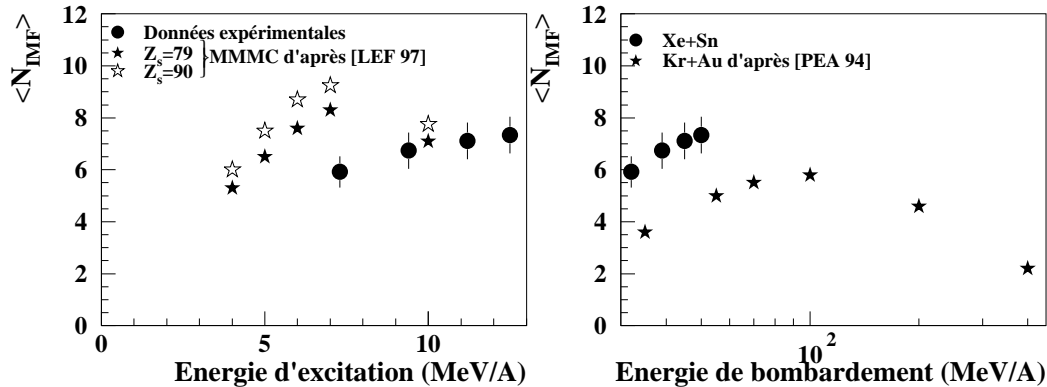 <N_IMF>
12
10
8
6
4
2
0
Données expérimentales
Z_s=79
Z_s=90
MMMC d'après [LEF 97]
0
5
10
Energie d'excitation (MeV/A)
<N_IMF>
12
10
8
6
4
2
0
Xe+Sn
Kr+Au d'après [PEA 94]
10^2
Energie de bombardement (MeV/A)